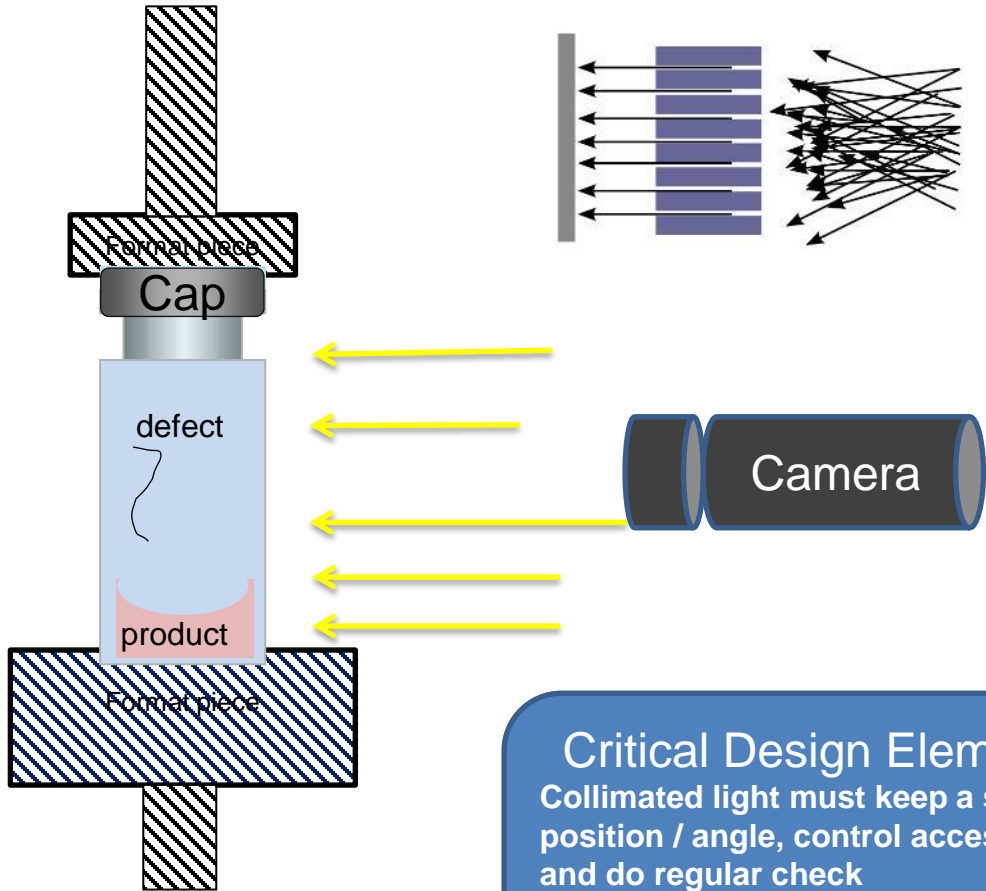 Format piece
Cap
defect
Camera
product
Format piece
Critical Design Elem
Collimated light must keep a s
position / angle, control acces
and do regular check